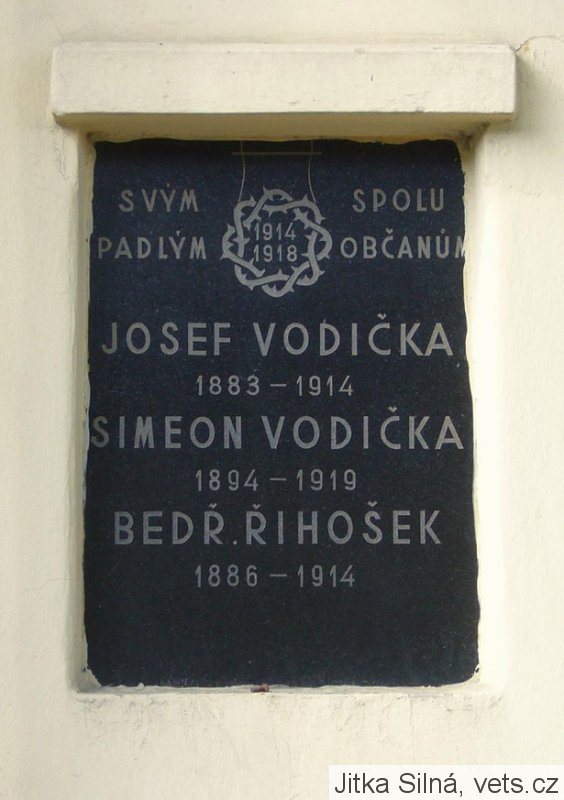 SVÝM SPOLU
PADLÝM OBČANŮM
1914
1918
JOSEF VODIČKA
1883 – 1914
SIMEON VODIČKA
1894 – 1919
BEDŘ. ŘIHOŠEK
1886 – 1914
Jitka Silná, vets.cz